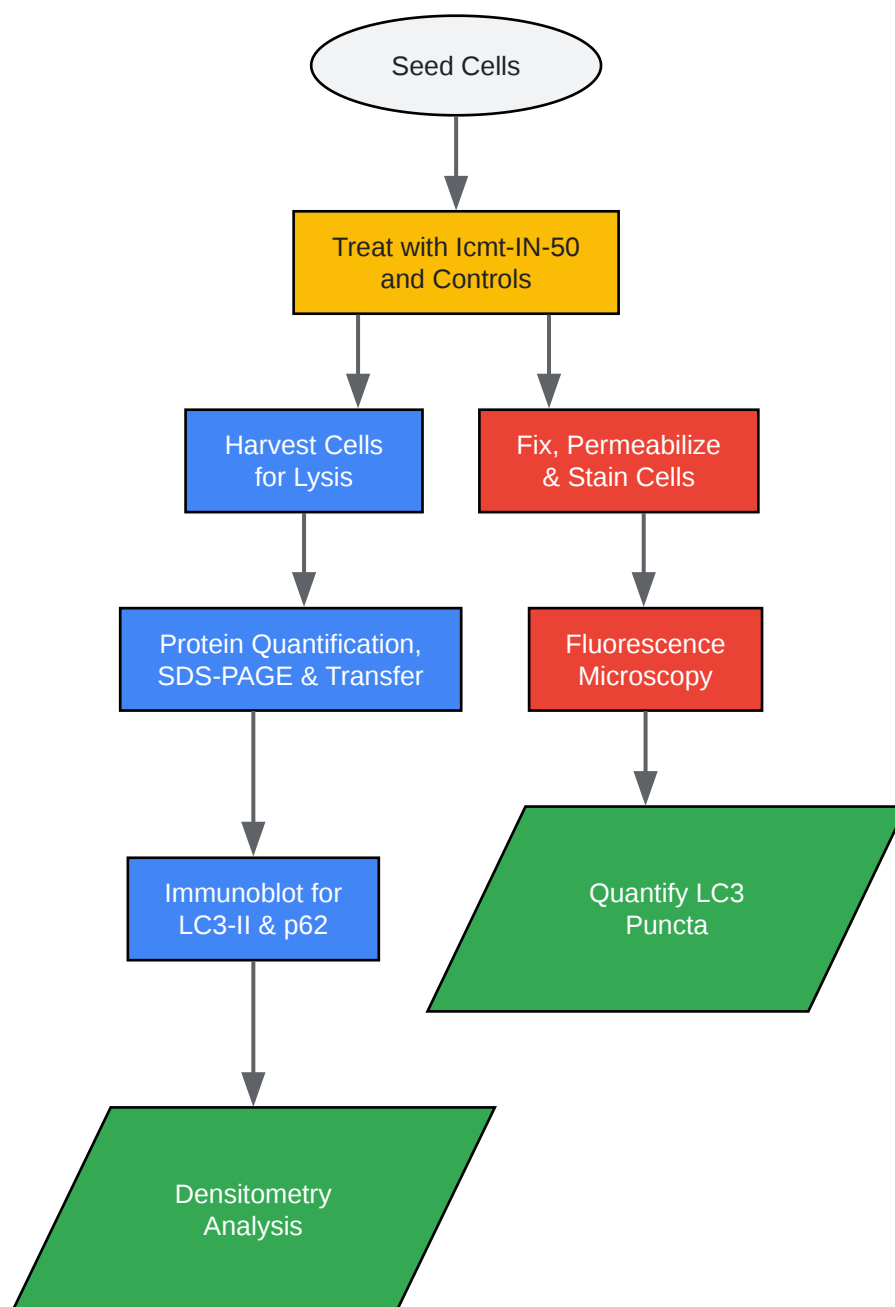 Seed Cells
Treat with Icmt-IN-50
and Controls
Harvest Cells
for Lysis
Fix, Permeabilize
& Stain Cells
Protein Quantification,
SDS-PAGE & Transfer
Fluorescence
Microscopy
Immunoblot for
LC3-II & p62
Quantify LC3
Puncta
Densitometry
Analysis